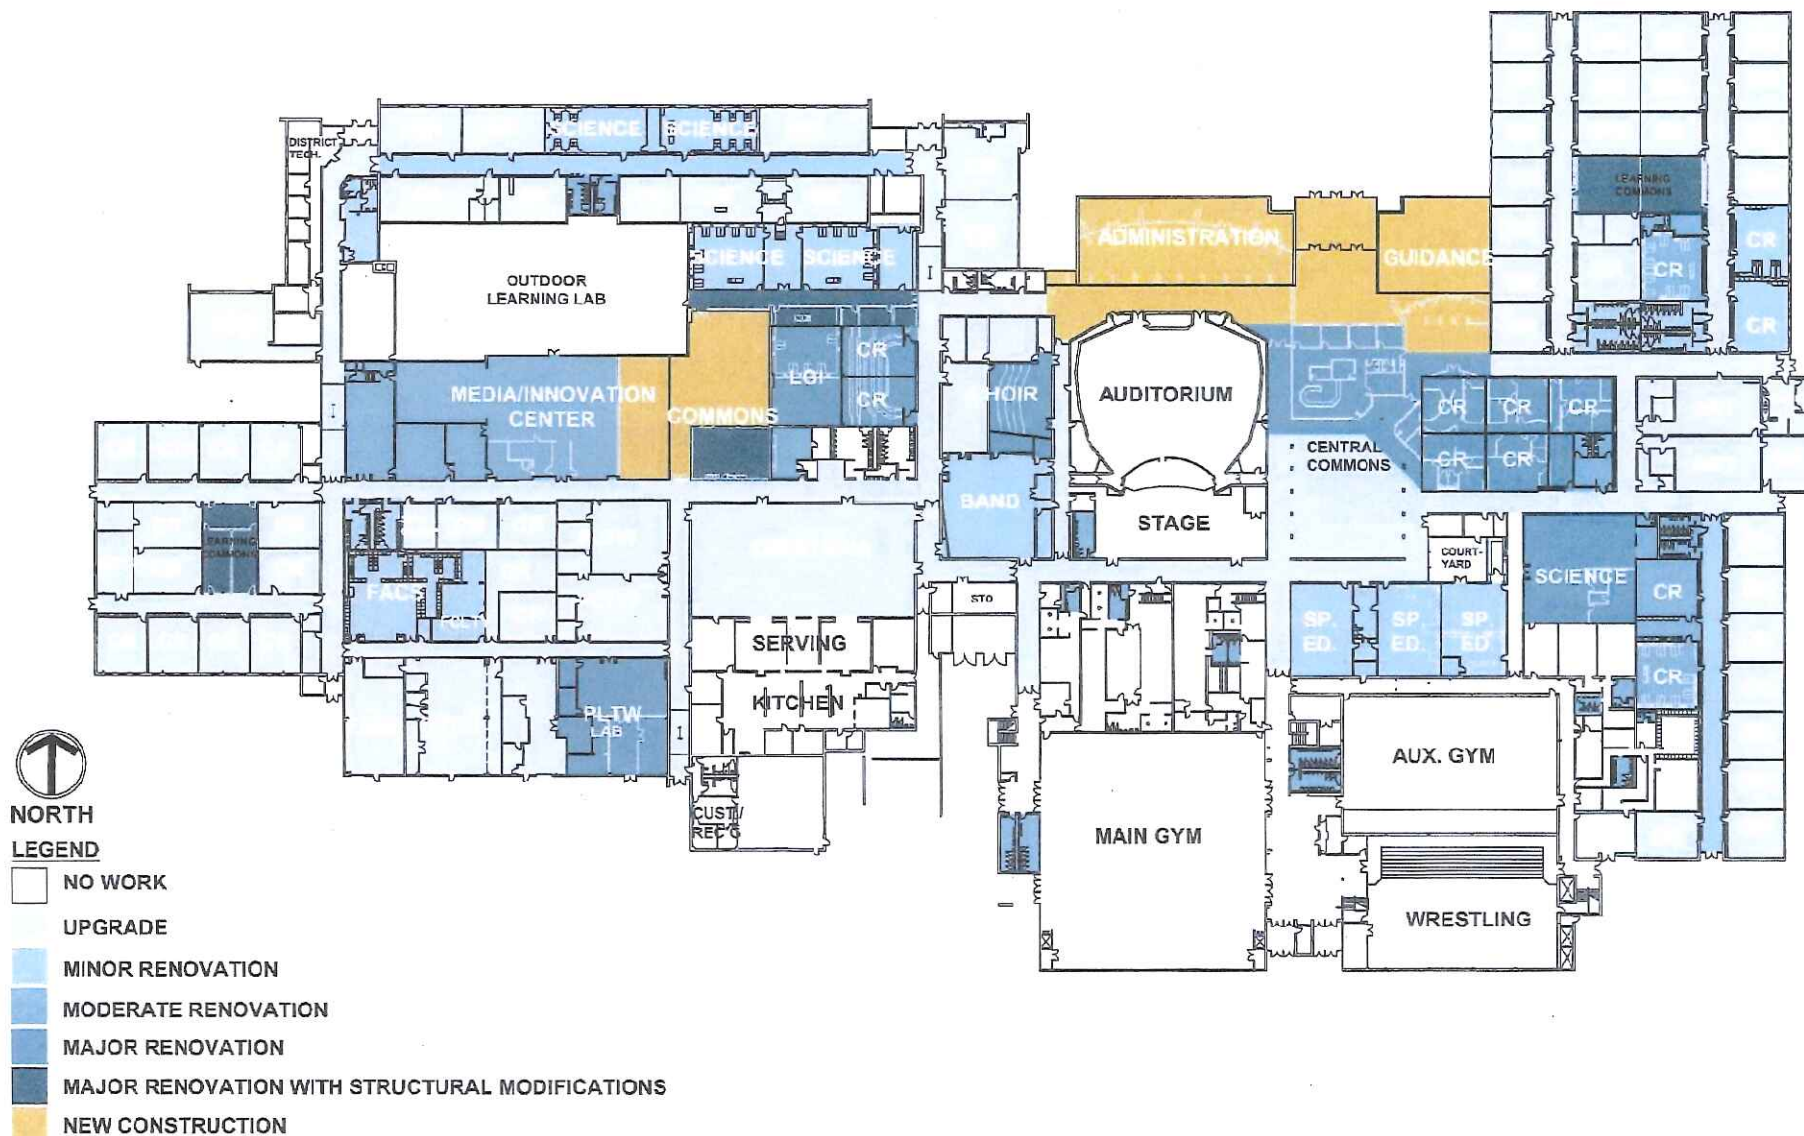 DISTRICT
TECH.
SCIENCE
SCIENCE
LEARNING
COMMONS
ADMINISTRATION
GUIDANCE
CR
CR
CR
SCIENCE
SCIENCE
I
OUTDOOR
LEARNING LAB
CR
LGI
CR
MEDIA/INNOVATION
CENTER
COMMONS
CHOIR
AUDITORIUM
CR
CR
CR
CR
CR
CENTRAL
COMMONS
I
BAND
STAGE
LEARNING
COMMONS
COURT-
YARD
SCIENCE
CR
FACS
STO
SP.
ED.
SP.
ED.
SP.
ED.
SERVING
CR
KITCHEN
PLTW
LAB
I
AUX. GYM
NORTH
CUST/
REC'G
MAIN GYM
WRESTLING
LEGEND
NO WORK
UPGRADE
MINOR RENOVATION
MODERATE RENOVATION
MAJOR RENOVATION
MAJOR RENOVATION WITH STRUCTURAL MODIFICATIONS
NEW CONSTRUCTION